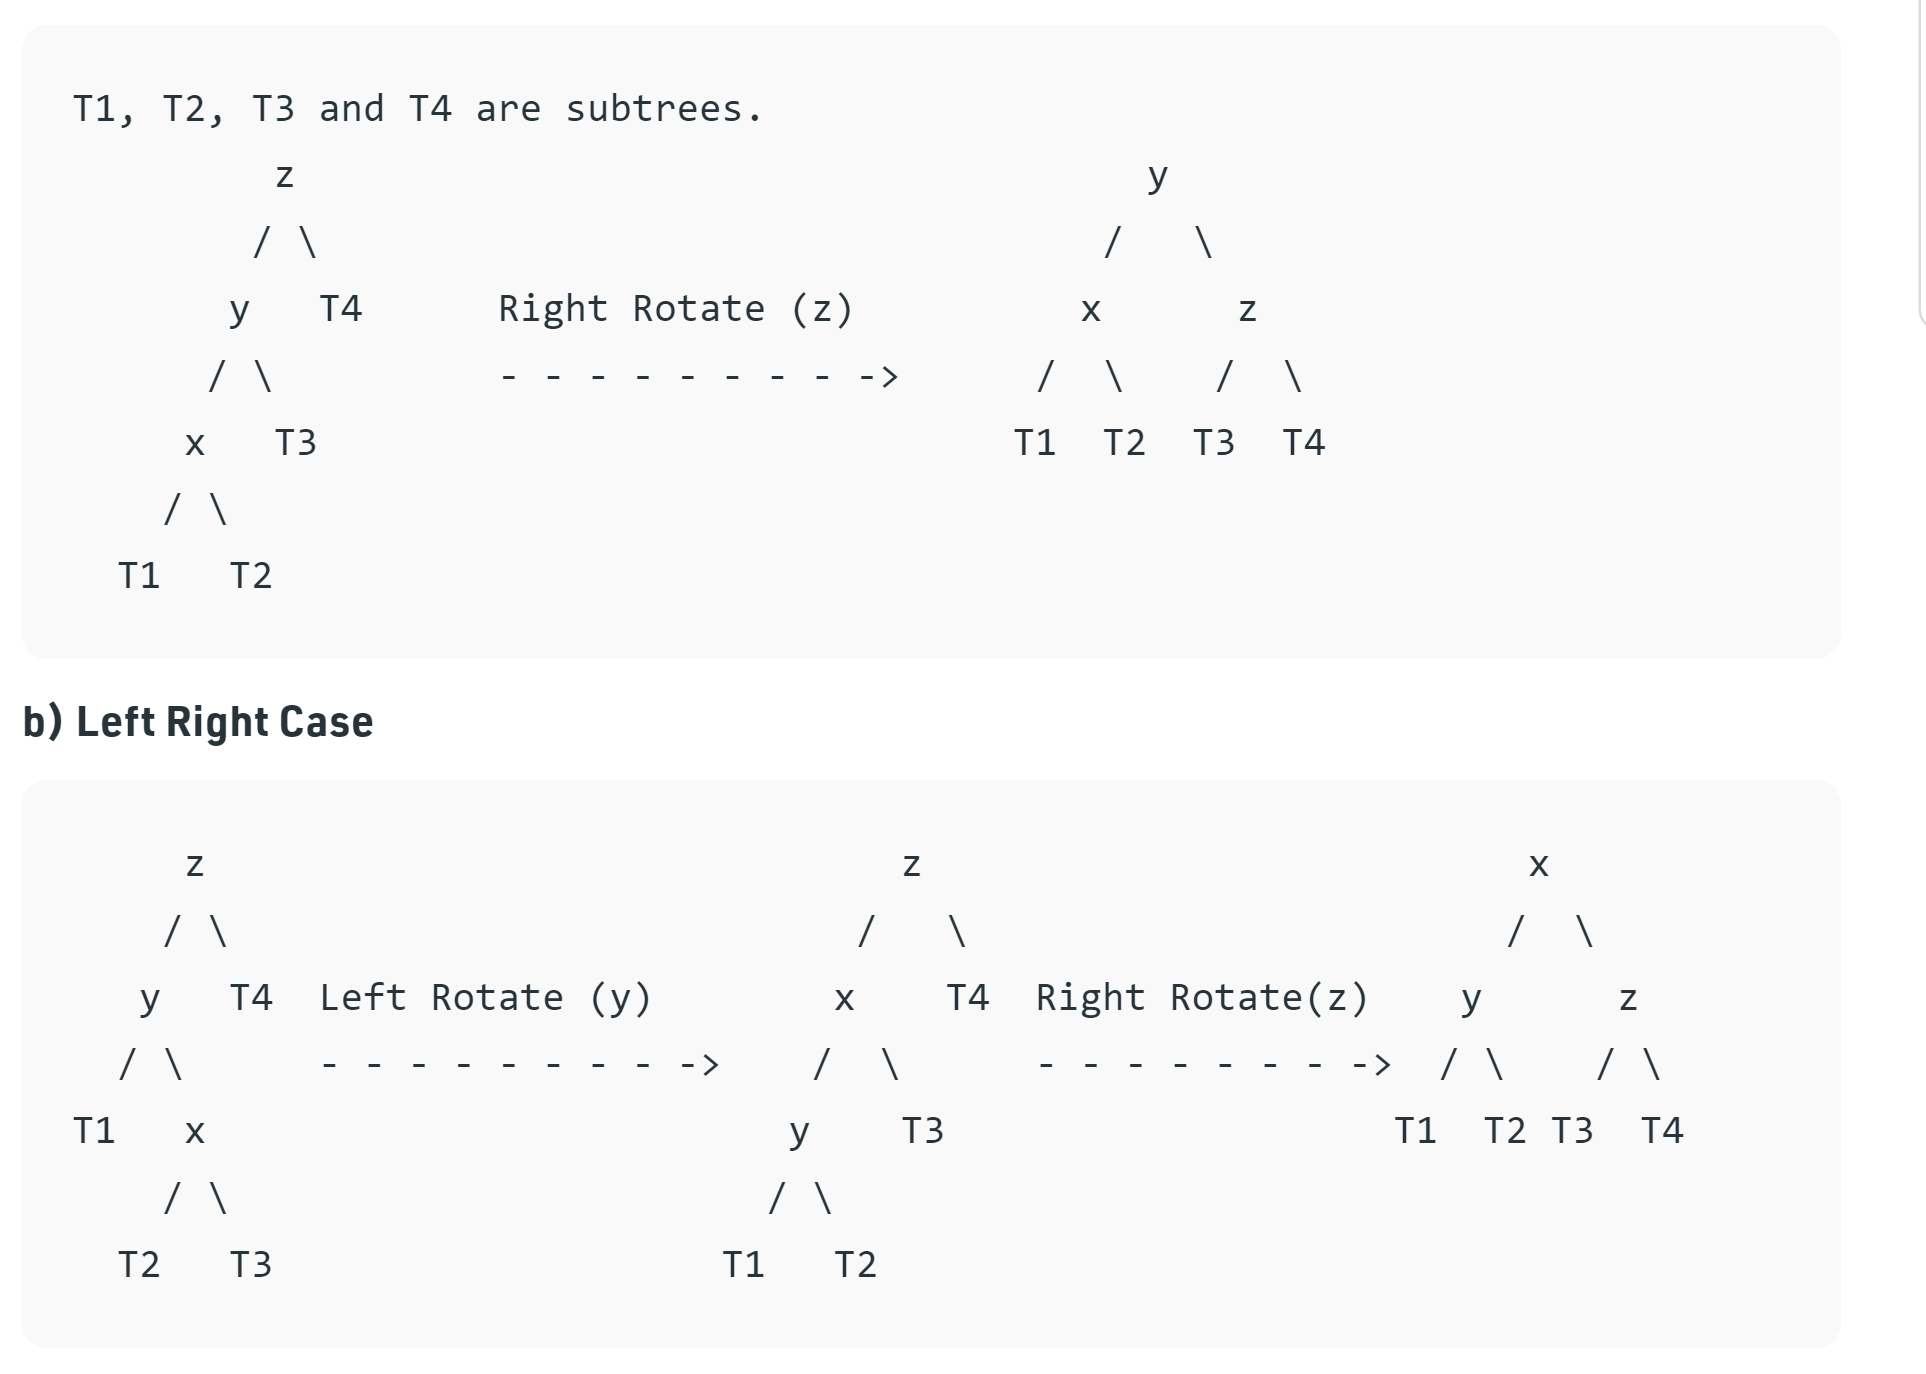 T1, T2, T3 and T4 are subtrees.
         z                                      y
        / \                                   /   \
       y   T4      Right Rotate (z)          x      z
      / \          - - - - - - - - ->      /  \    /  \
     x   T3                               T1  T2  T3  T4
    / \
  T1   T2
b) Left Right Case
     z                               z                           x
    / \                            /   \                        /  \
   y   T4  Left Rotate (y)        x    T4  Right Rotate(z)    y      z
  / \      - - - - - - - - ->    /  \      - - - - - - - ->  / \    / \
T1   x                          y    T3                    T1  T2 T3  T4
    / \                        / \
  T2   T3                    T1   T2